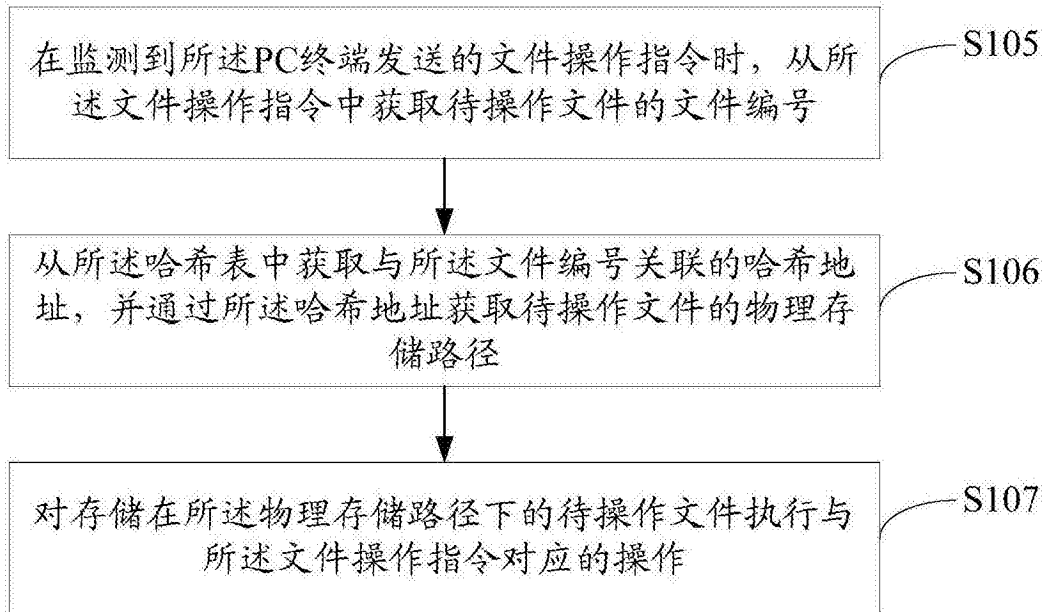 在监测到所述PC终端发送的文件操作指令时，从所
述文件操作指令中获取待操作文件的文件编号
S105
从所述哈希表中获取与所述文件编号关联的哈希地
址，并通过所述哈希地址获取待操作文件的物理存
储路径
S106
对存储在所述物理存储路径下的待操作文件执行与
所述文件操作指令对应的操作
S107